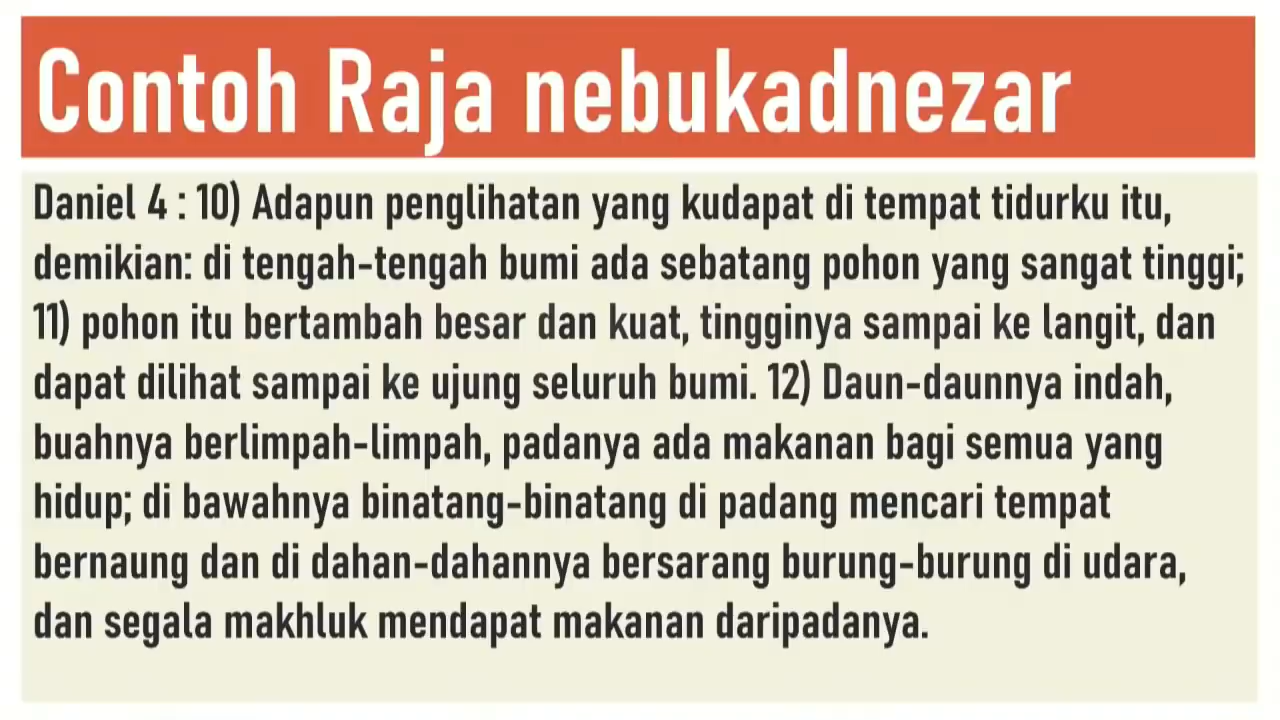 Contoh Raja nebukadnezar
Daniel 4 : 10) Adapun penglihatan yang kudapat di tempat tidurku itu,
demikian: di tengah-tengah bumi ada sebatang pohon yang sangat tinggi;
11) pohon itu bertambah besar dan kuat, tingginya sampai ke langit, dan
dapat dilihat sampai ke ujung seluruh bumi. 12) Daun-daunnya indah,
buahnya berlimpah-limpah, padanya ada makanan bagi semua yang
hidup; di bawahnya binatang-binatang di padang mencari tempat
bernaung dan di dahan-dahannya bersarang burung-burung di udara,
dan segala makhluk mendapat makanan daripadanya.